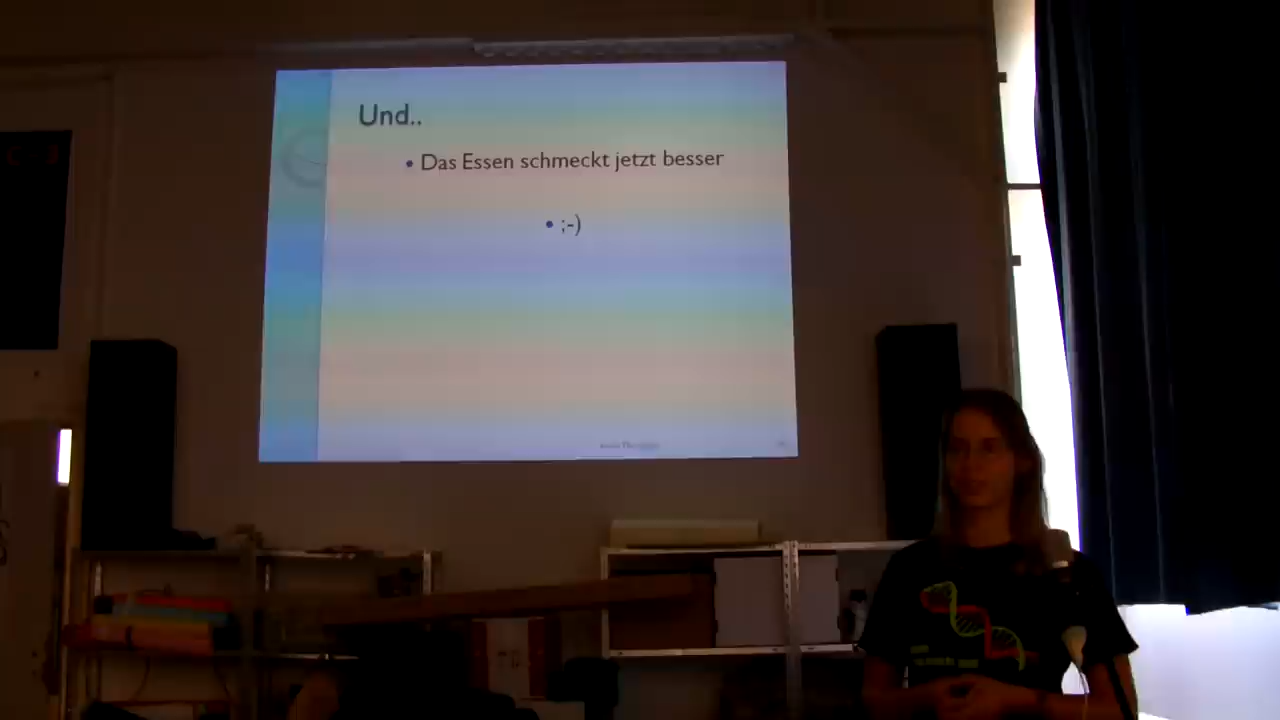 Und..
• Das Essen schmeckt jetzt besser
• ;-)